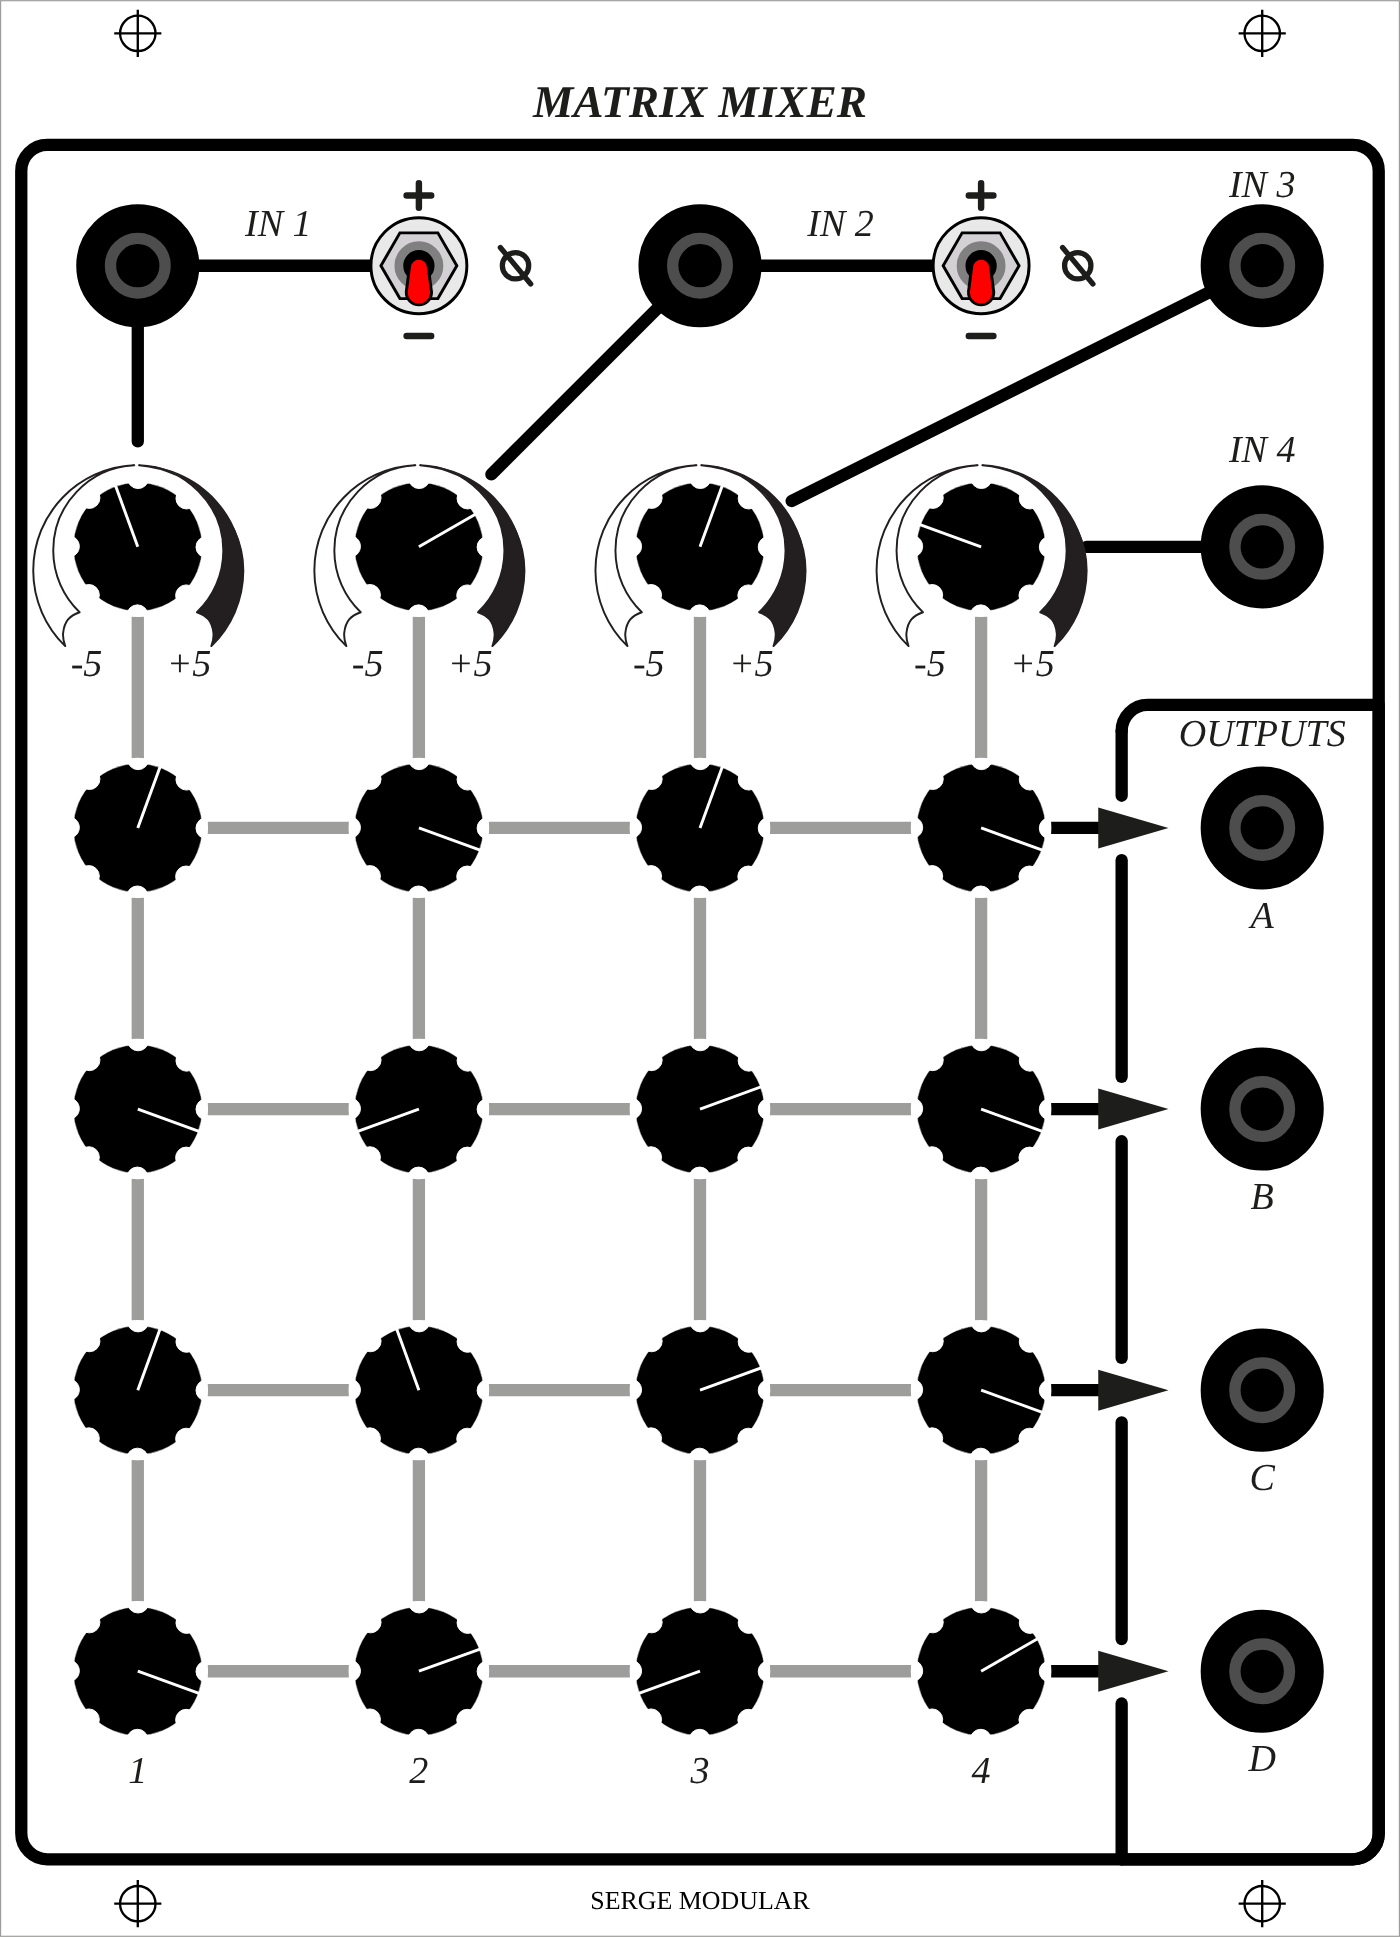 MATRIX MIXER
IN 1
+
Ø
−
IN 2
+
Ø
−
IN 3
IN 4
-5 +5
-5 +5
-5 +5
-5 +5
OUTPUTS
A
B
C
D
1 2 3 4
SERGE MODULAR